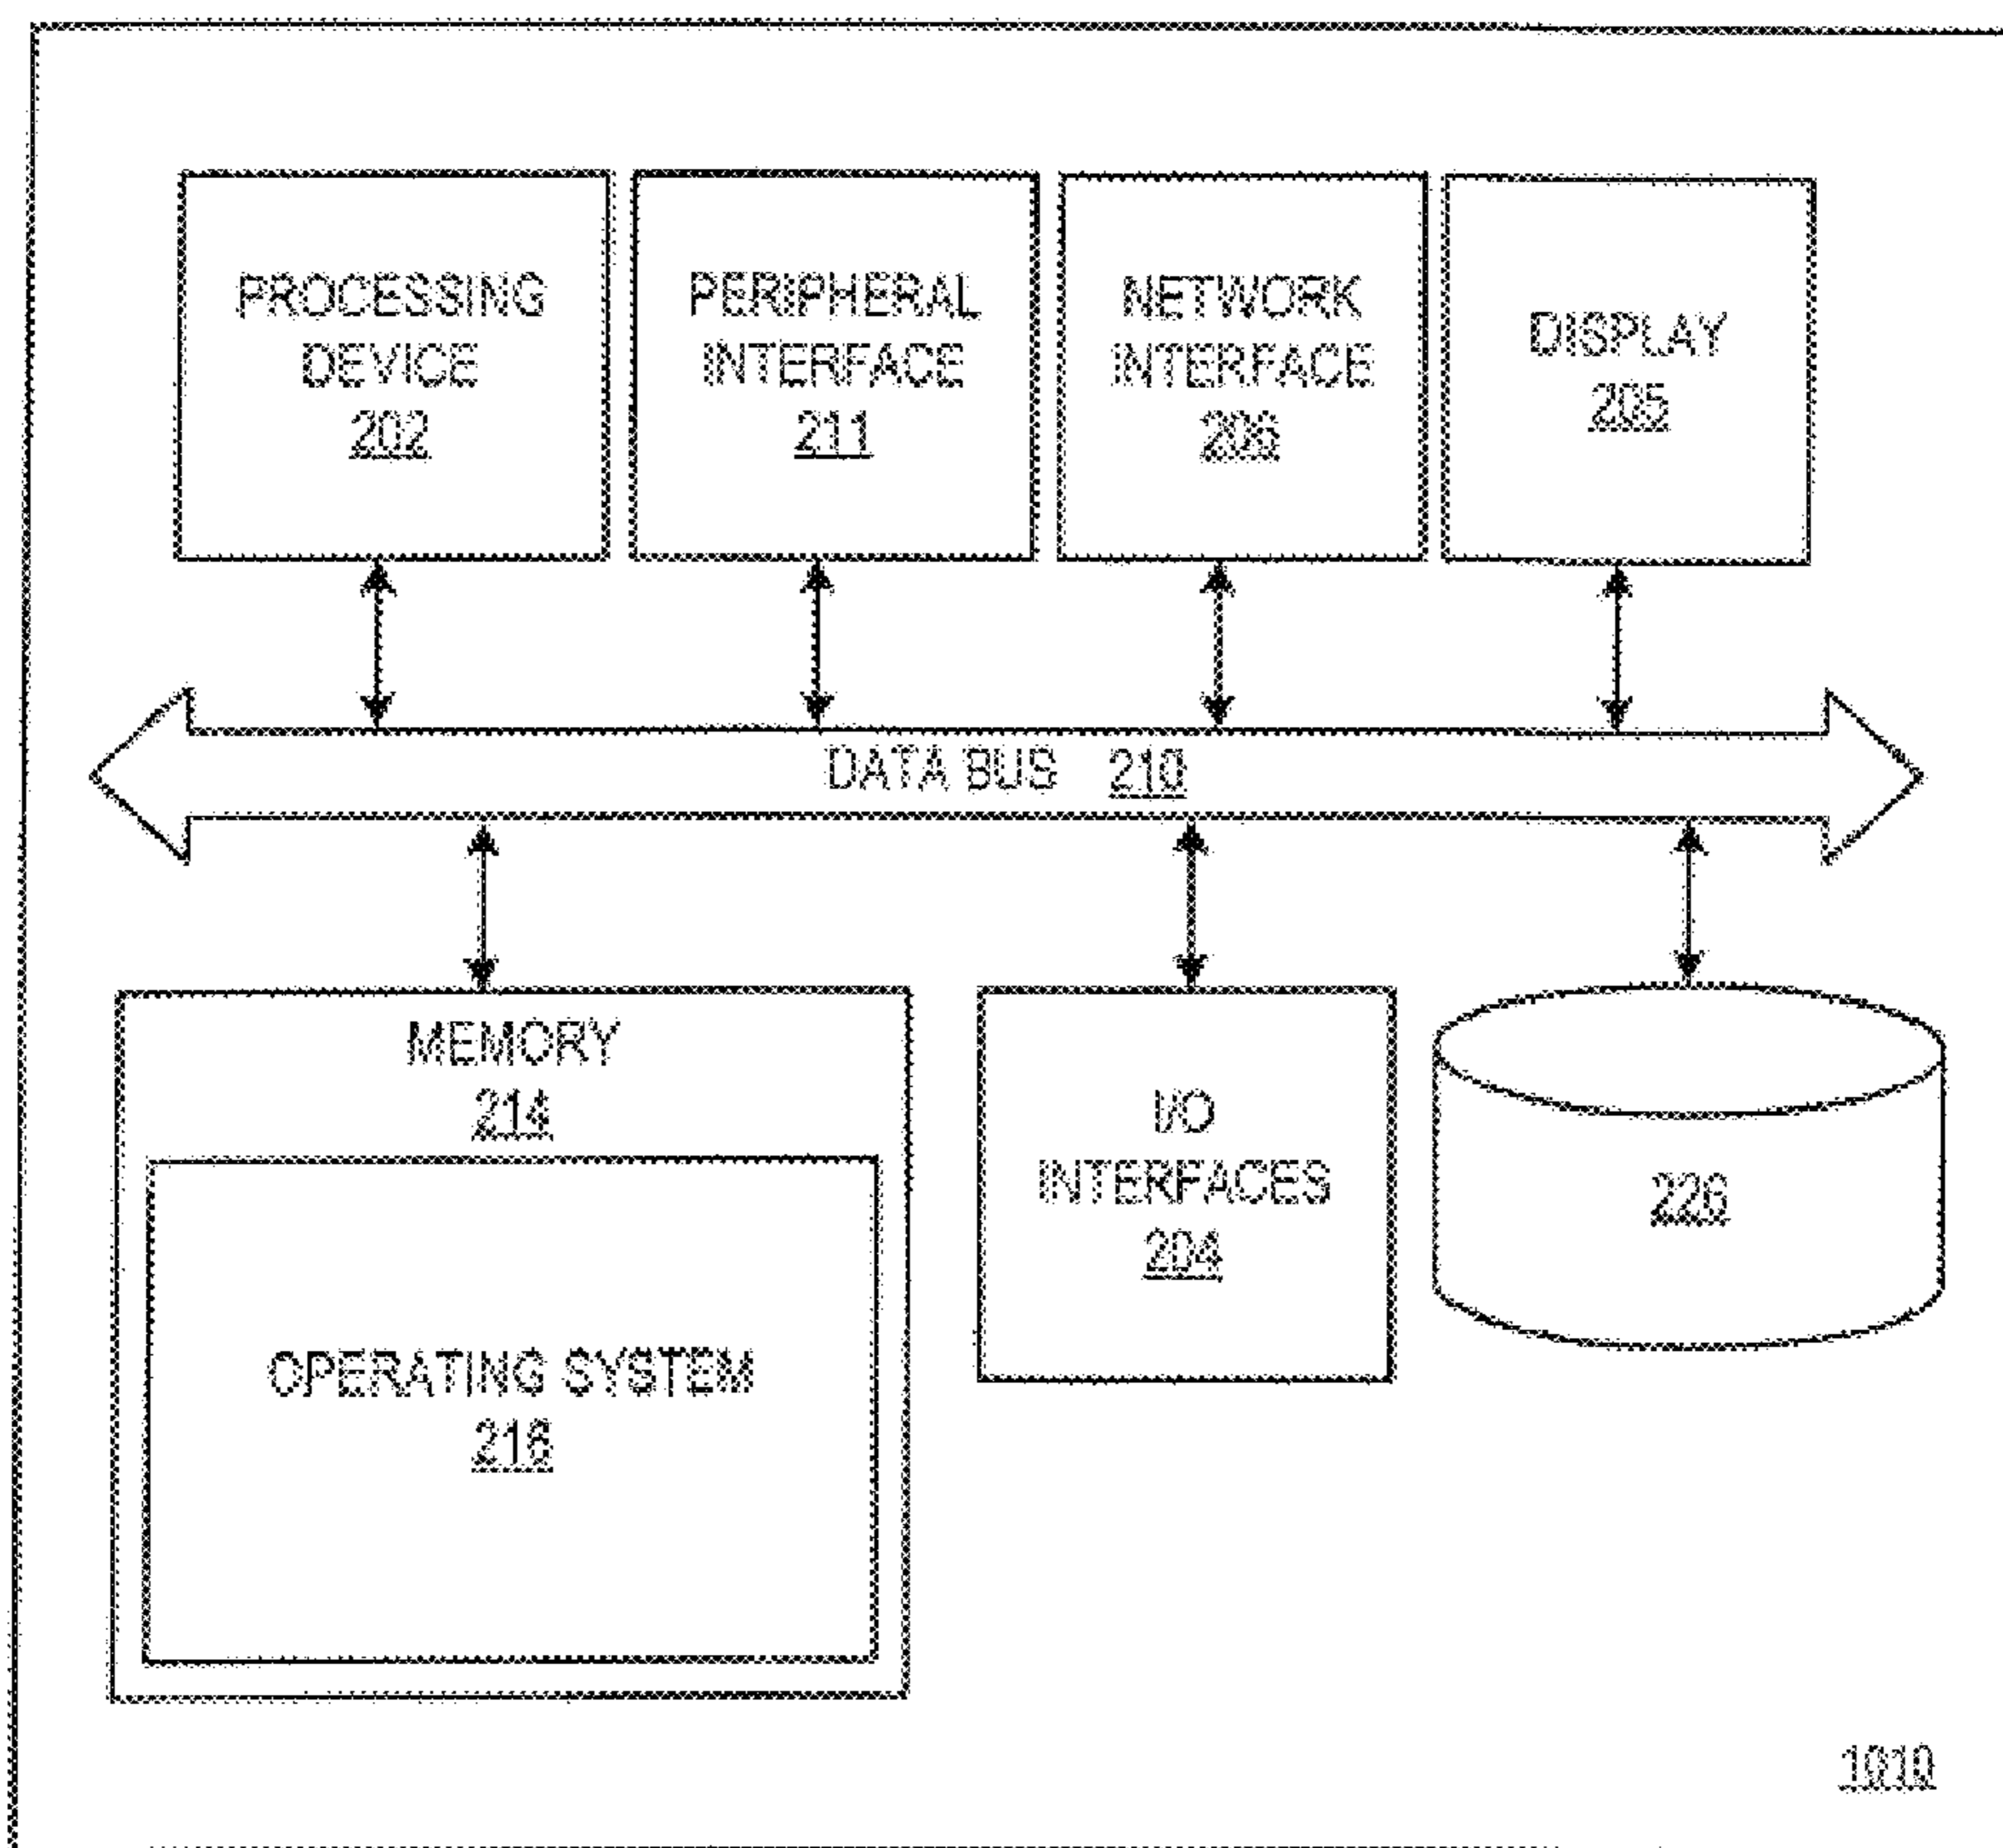 PROCESSING
DEVICE
202
PERIPHERAL
INTERFACE
211
NETWORK
INTERFACE
206
DISPLAY
205
DATA BUS 210
MEMORY
214
OPERATING SYSTEM
216
I/O
INTERFACES
204
226
1010